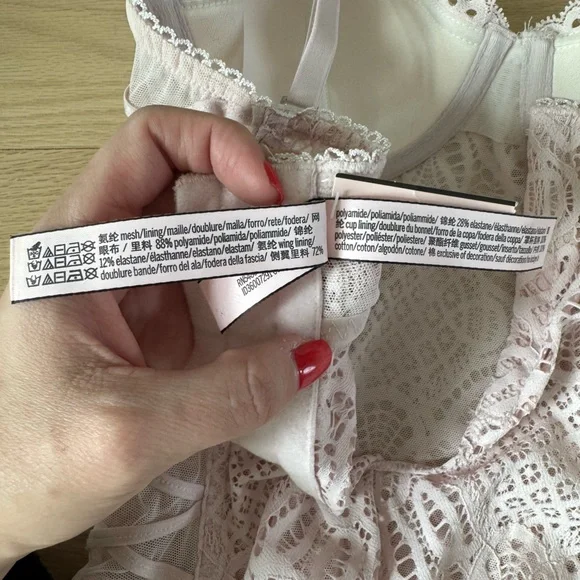 氨纶 mesh/lining/maille/doublure/malla/forro/rete/fodera/ 网
眼布 / 里料 88% polyamide/poliamida/poliammide/ 锦纶
12% elastane/élasthanne/elastano/elastam/ 氨纶 wing lining/
doublure bande/forro del ala/fodera della fascia/ 侧翼里料 72%
polyamide/poliamida/poliammide/ 锦纶 28% elastane/élasthanne/elastano/elastam/
纶 cup lining/doublure du bonnet/forro de la copa/fodera della coppa/
polyester/poliéster/poliestere/ 聚酯纤维 gusset/gousset/
cotton/coton/algodón/cotone/ 棉 exclusive of decoration/sauf décoration/